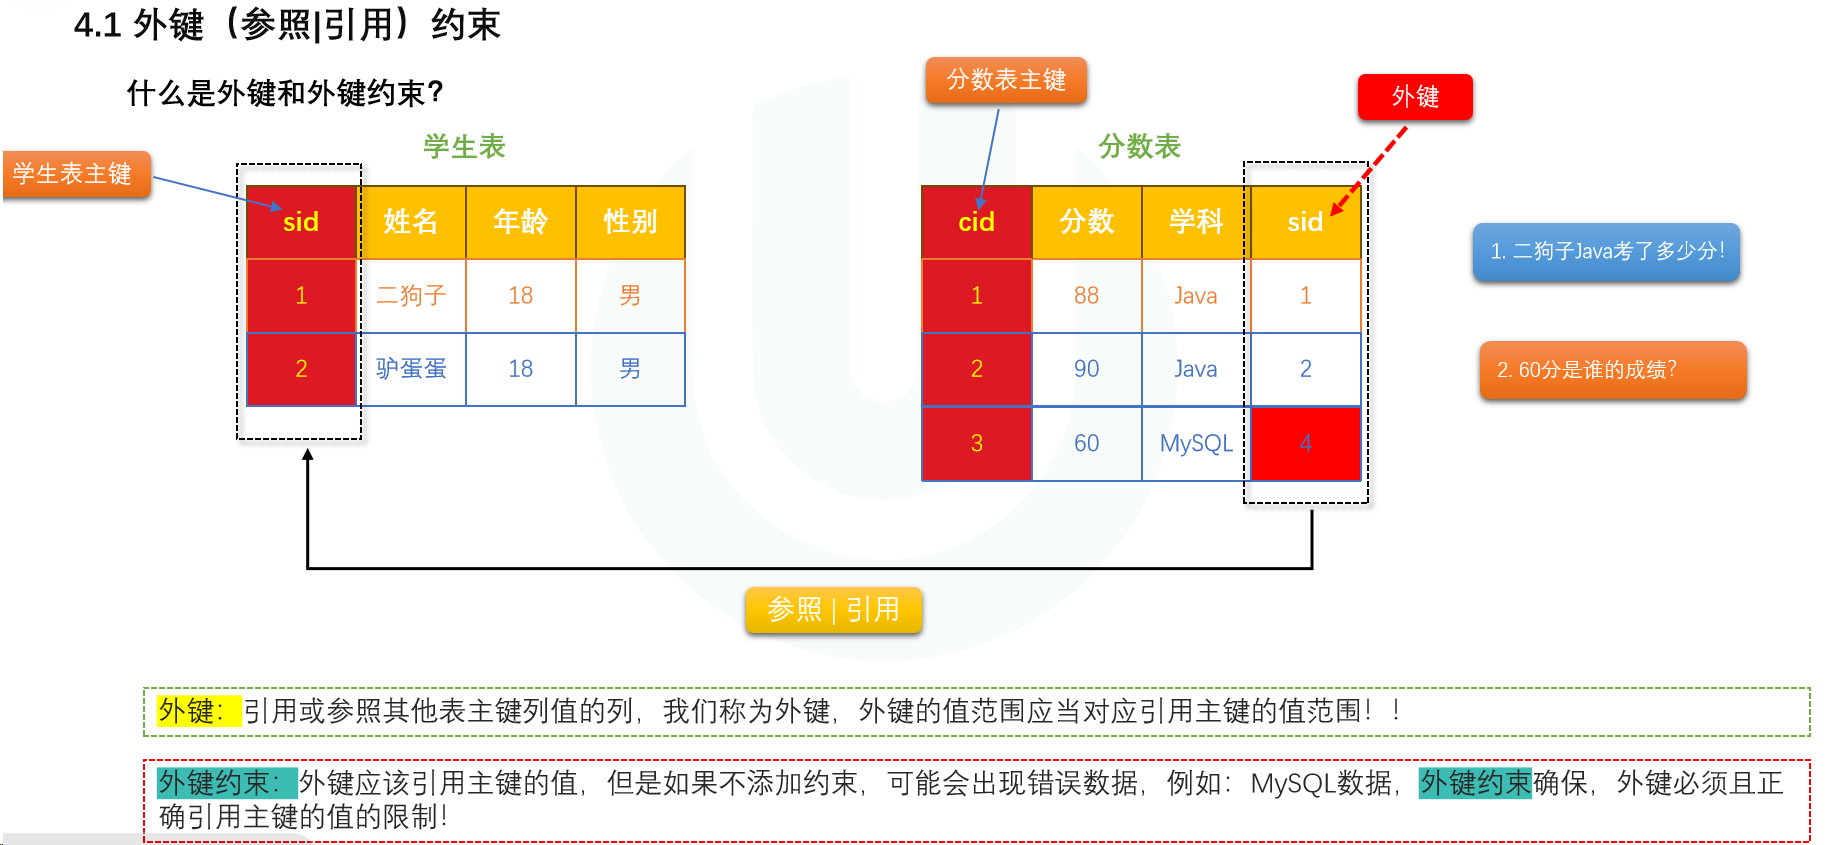 4.1 外键（参照|引用）约束
什么是外键和外键约束？
分数表主键
外键
学生表
分数表
学生表主键
sid 姓名 年龄 性别
1 二狗子 18 男
2 驴蛋蛋 18 男
cid 分数 学科 sid
1 88 Java 1
2 90 Java 2
3 60 MySQL 4
1. 二狗子Java考了多少分！
2. 60分是谁的成绩？
参照 | 引用
外键：引用或参照其他表主键列值的列，我们称为外键，外键的值范围应当对应引用主键的值范围！！
外键约束：外键应该引用主键的值，但是如果不添加约束，可能会出现错误数据，例如：MySQL数据，外键约束确保，外键必须且正
确引用主键的值的限制！